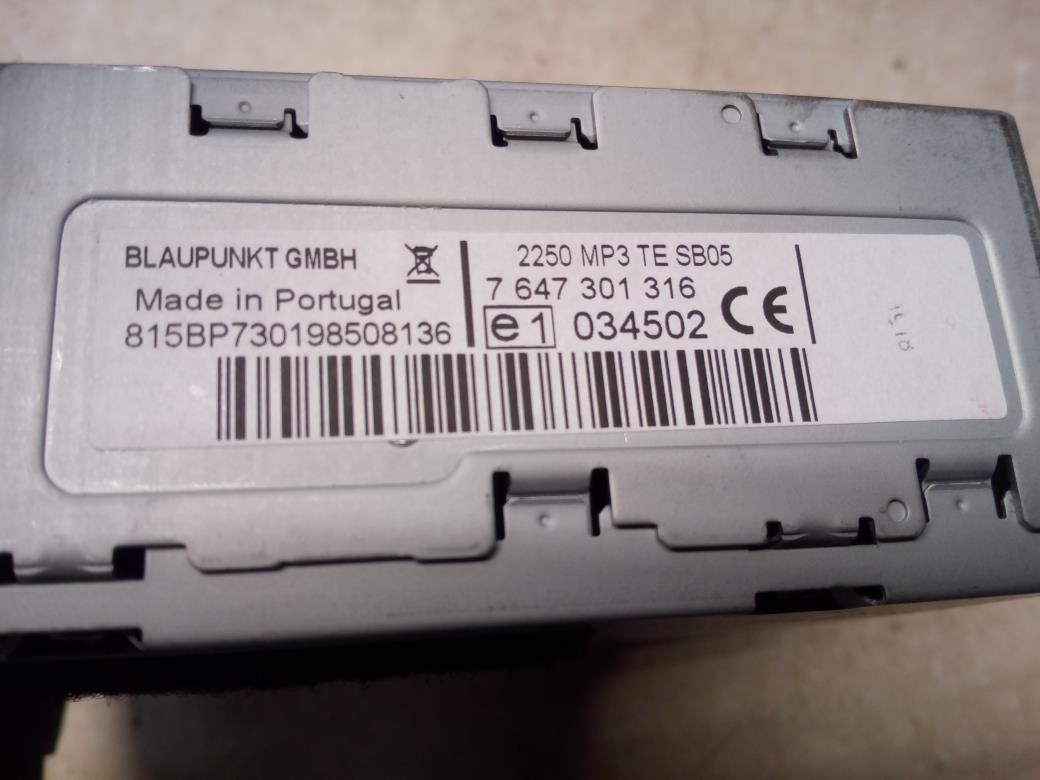 BLAUPUNKT GMBH
Made in Portugal
815BP730198508136
2250 MP3 TE SB05
7 647 301 316
e1 034502 CE